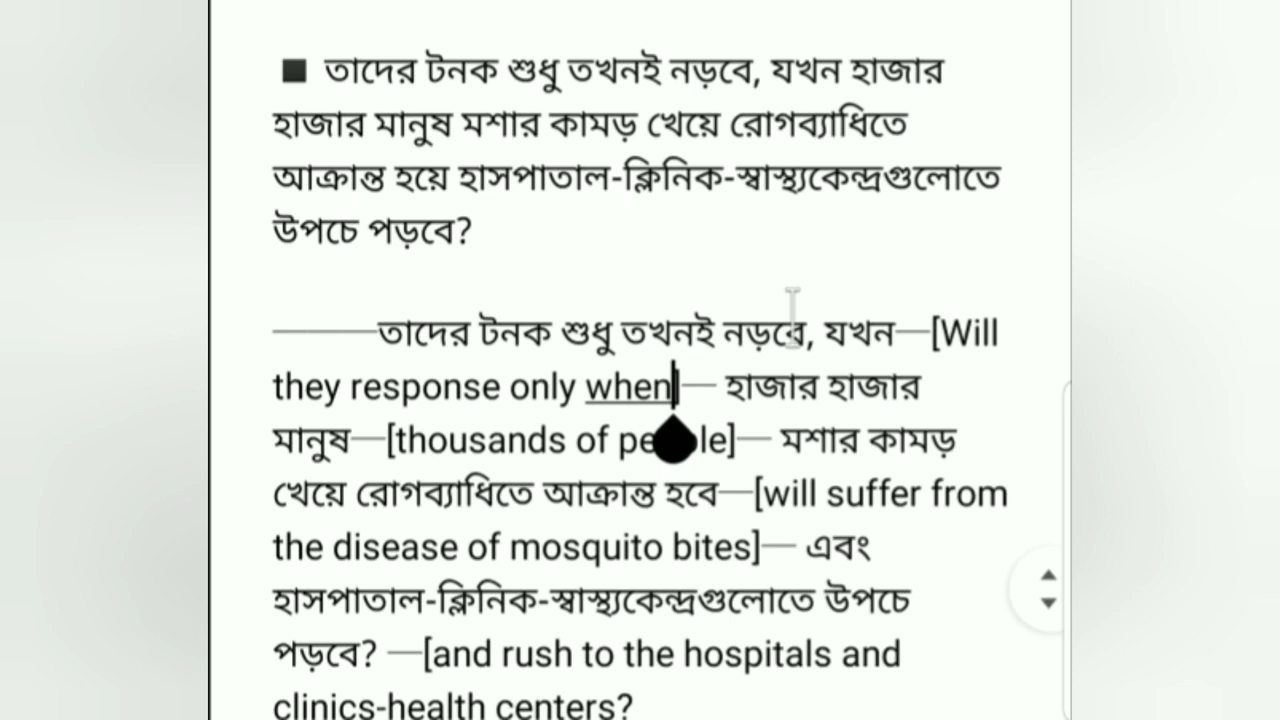 ■ তাদের টনক শুধু তখনই নড়বে, যখন হাজার
হাজার মানুষ মশার কামড় খেয়ে রোগব্যাধিতে
আক্রান্ত হয়ে হাসপাতাল-ক্লিনিক-স্বাস্থ্যকেন্দ্রগুলোতে
উপচে পড়বে?
———তাদের টনক শুধু তখনই নড়বে, যখন—[Will
they response only when]— হাজার হাজার
মানুষ—[thousands of people]— মশার কামড়
খেয়ে রোগব্যাধিতে আক্রান্ত হবে—[will suffer from
the disease of mosquito bites]— এবং
হাসপাতাল-ক্লিনিক-স্বাস্থ্যকেন্দ্রগুলোতে উপচে
পড়বে? —[and rush to the hospitals and
clinics-health centers?